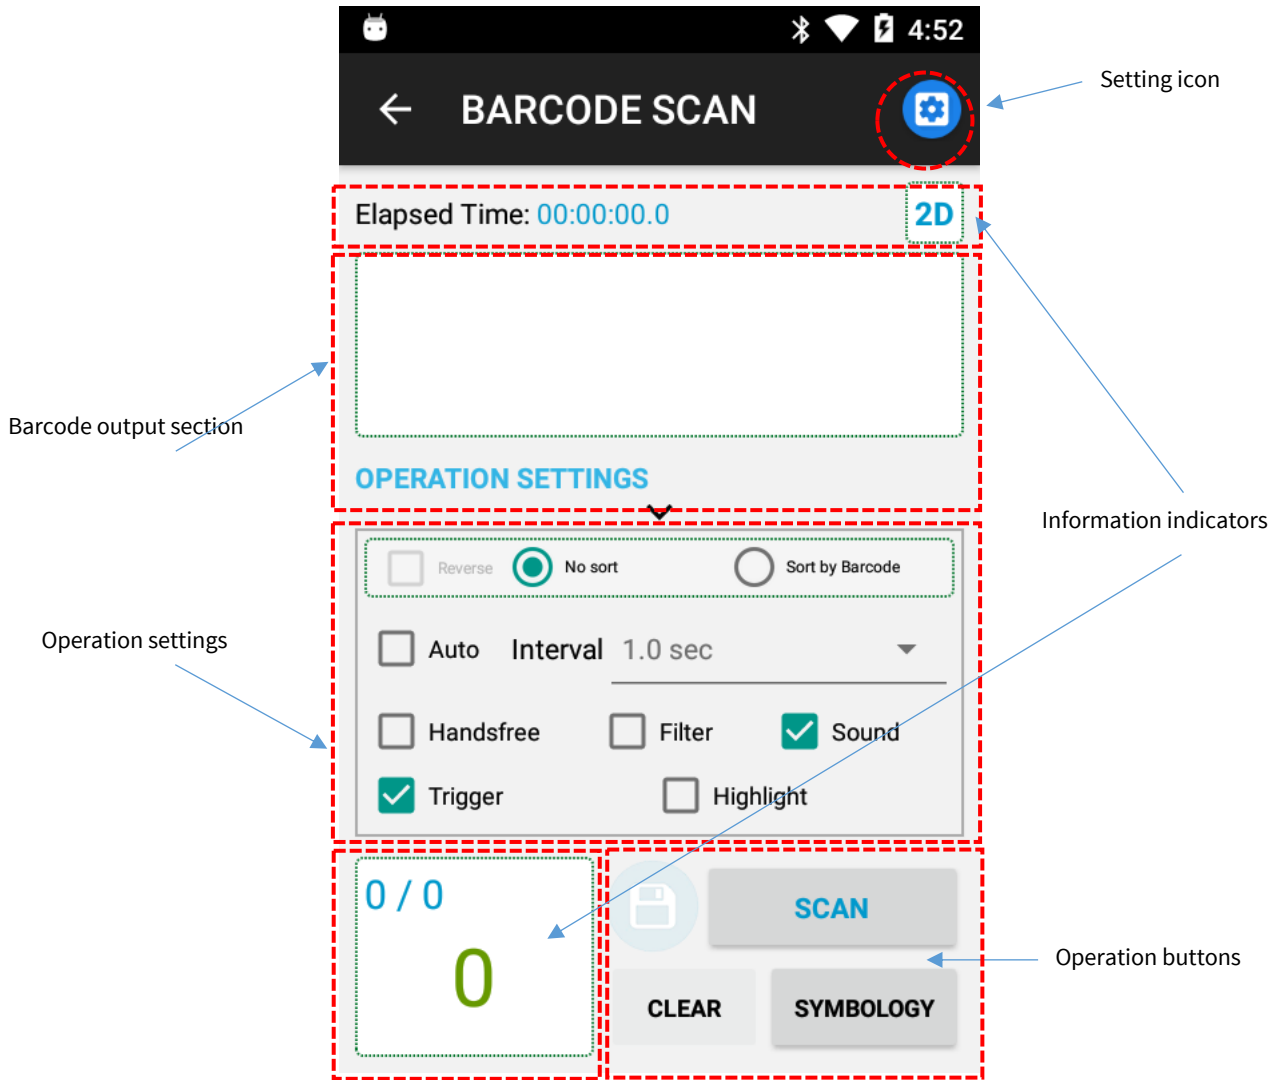 4:52
Setting icon
BARCODE SCAN
Elapsed Time: 00:00:00.0
2D
Barcode output section
OPERATION SETTINGS
Information indicators
Reverse No sort Sort by Barcode
Operation settings
Auto Interval 1.0 sec
Handsfree Filter Sound
Trigger Highlight
0 / 0
0
SCAN
Operation buttons
CLEAR SYMBOLOGY